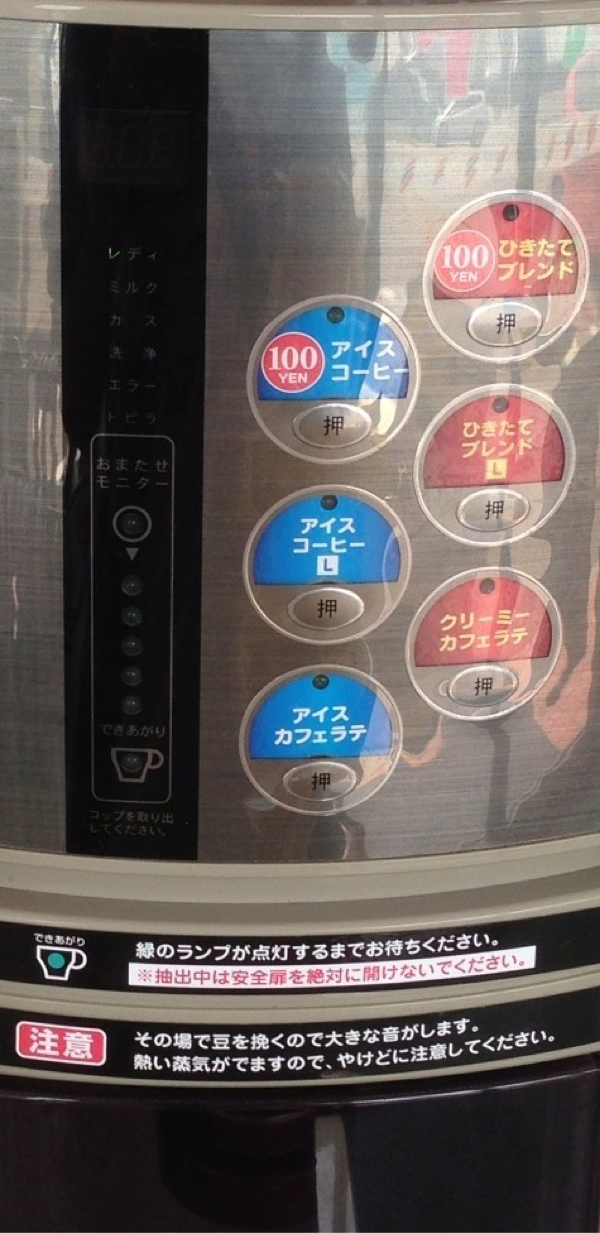 レディ
ミルク
カス
洗浄
エラー
トビラ
おまたせ
モニター
できあがり
コップを取り出
してください。
100
YEN
アイス
コーヒー
押
アイス
コーヒー
L
押
アイス
カフェラテ
押
100
YEN
ひきたて
ブレンド
押
ひきたて
ブレンド
L
押
クリーミー
カフェラテ
押
できあがり
緑のランプが点灯するまでお待ちください。
※抽出中は安全扉を絶対に開けないでください。
注意
その場で豆を挽くので大きな音がします。
熱い蒸気がでますので、やけどに注意してください。